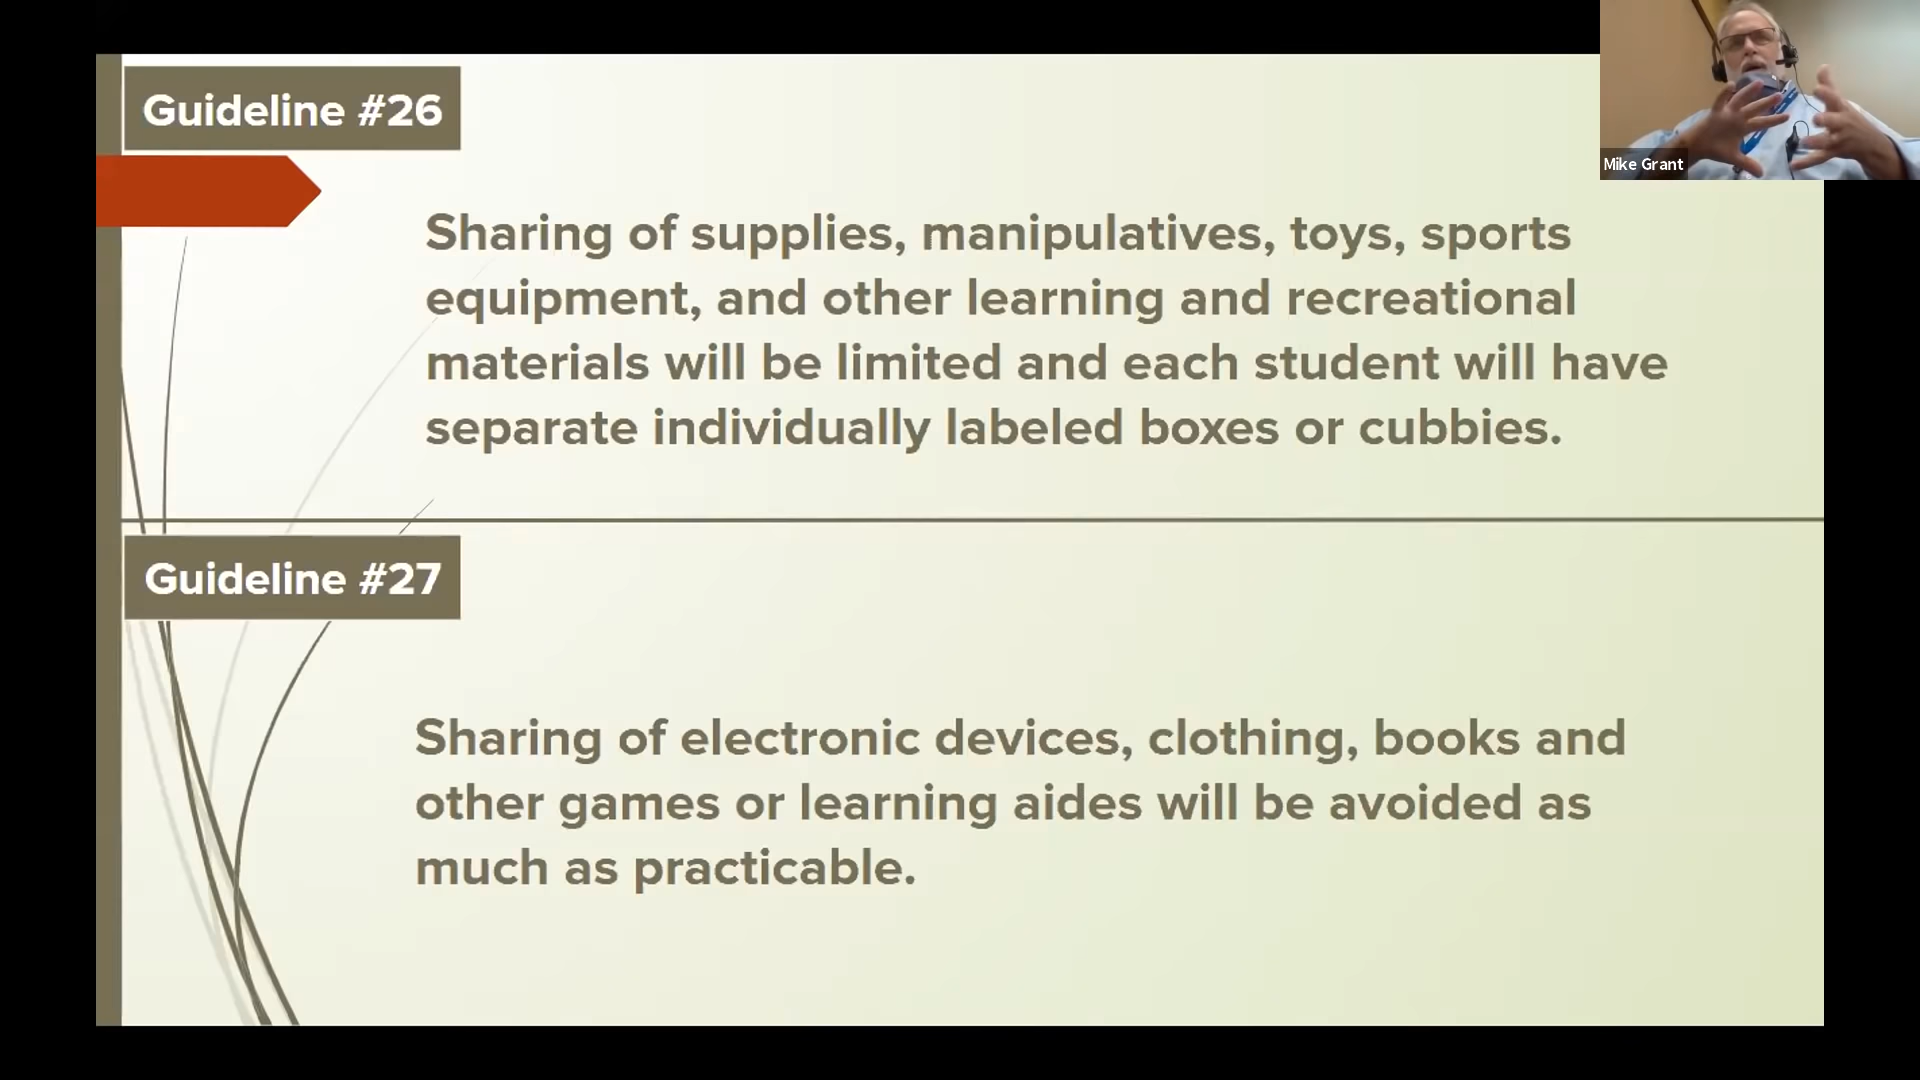 Guideline #26
Sharing of supplies, manipulatives, toys, sports
equipment, and other learning and recreational
materials will be limited and each student will have
separate individually labeled boxes or cubbies.
Guideline #27
Sharing of electronic devices, clothing, books and
other games or learning aides will be avoided as
much as practicable.
Mike Grant